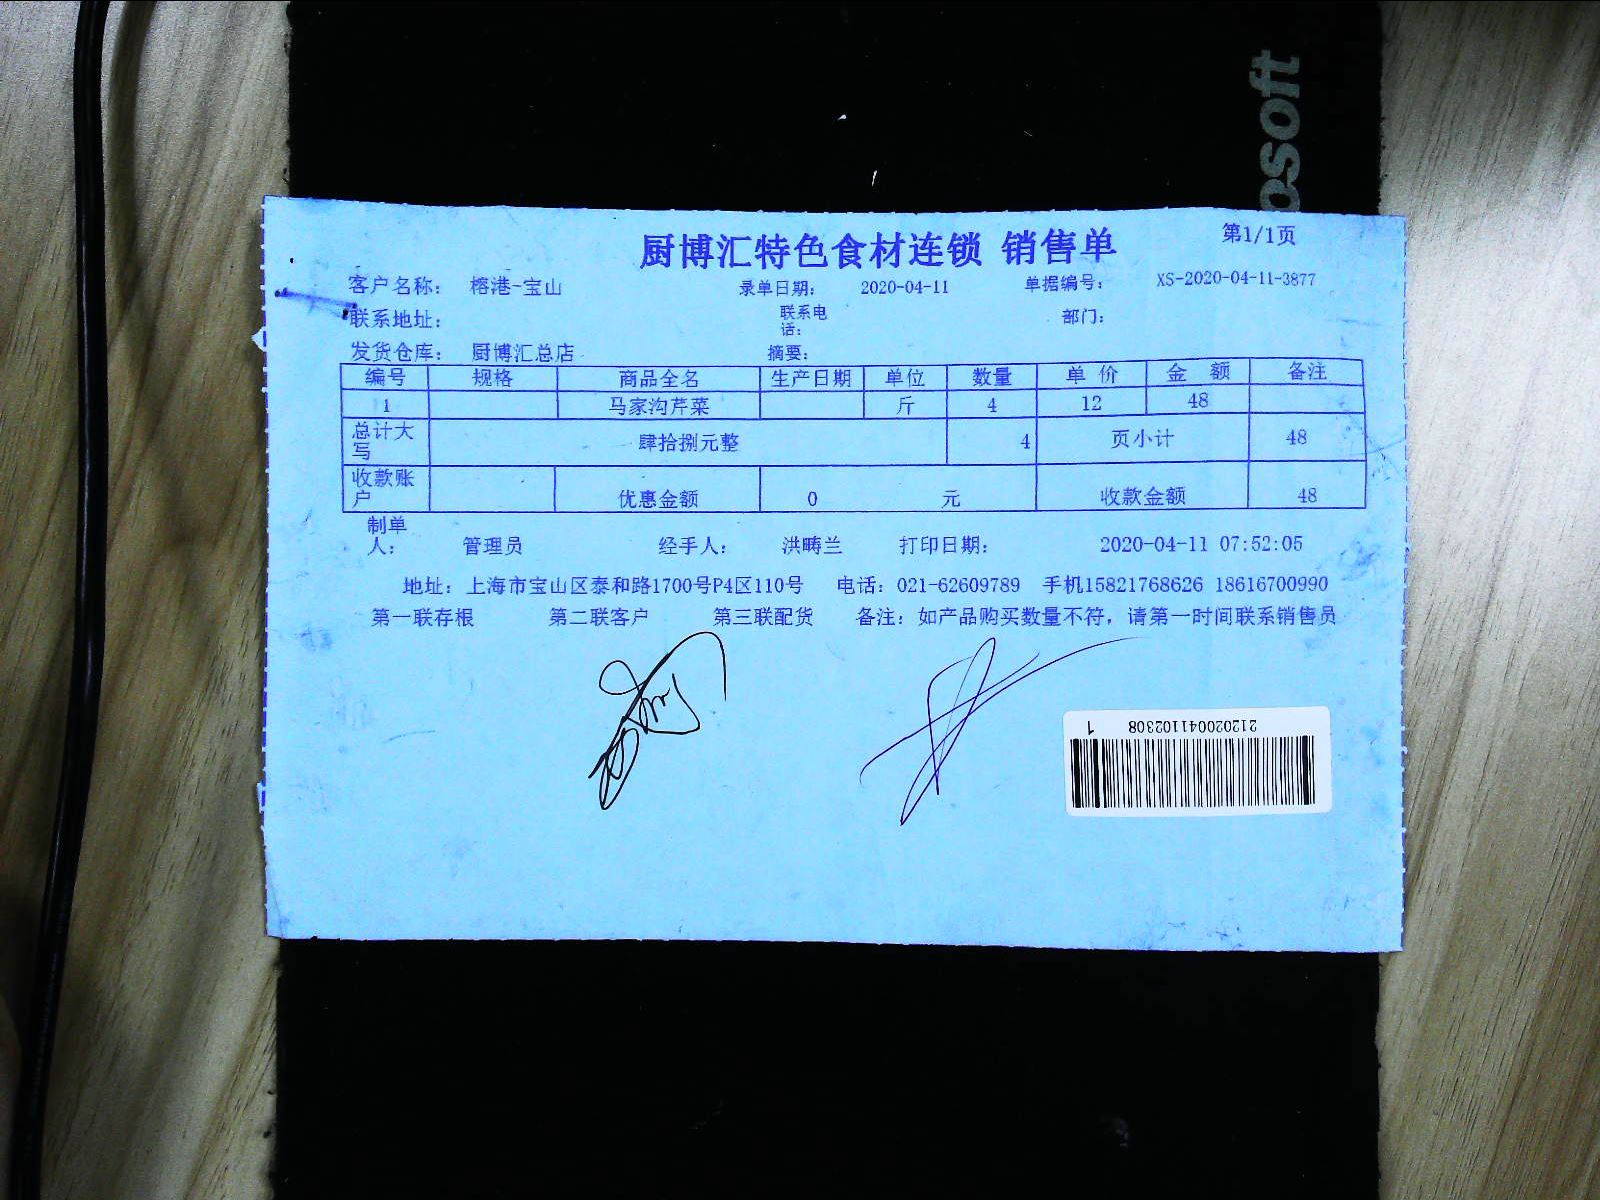 osoft
厨博汇特色食材连锁 销售单
第1/1页
客户名称： 榕港-宝山 录单日期： 2020-04-11 单据编号： XS-2020-04-11-3877
联系地址： 联系电话： 部门：
发货仓库： 厨博汇总店 摘要：
编号 规格 商品全名 生产日期 单位 数量 单 价 金 额 备注
1 马家沟芹菜 斤 4 12 48
总计大写 肆拾捌元整 4 页小计 48
收款账户 优惠金额 0 元 收款金额 48
制单人： 管理员 经手人： 洪畴兰 打印日期： 2020-04-11 07:52:05
地址：上海市宝山区泰和路1700号P4区110号 电话：021-62609789 手机15821768626 18616700990
第一联存根 第二联客户 第三联配货 备注：如产品购买数量不符，请第一时间联系销售员
212020041102308 1